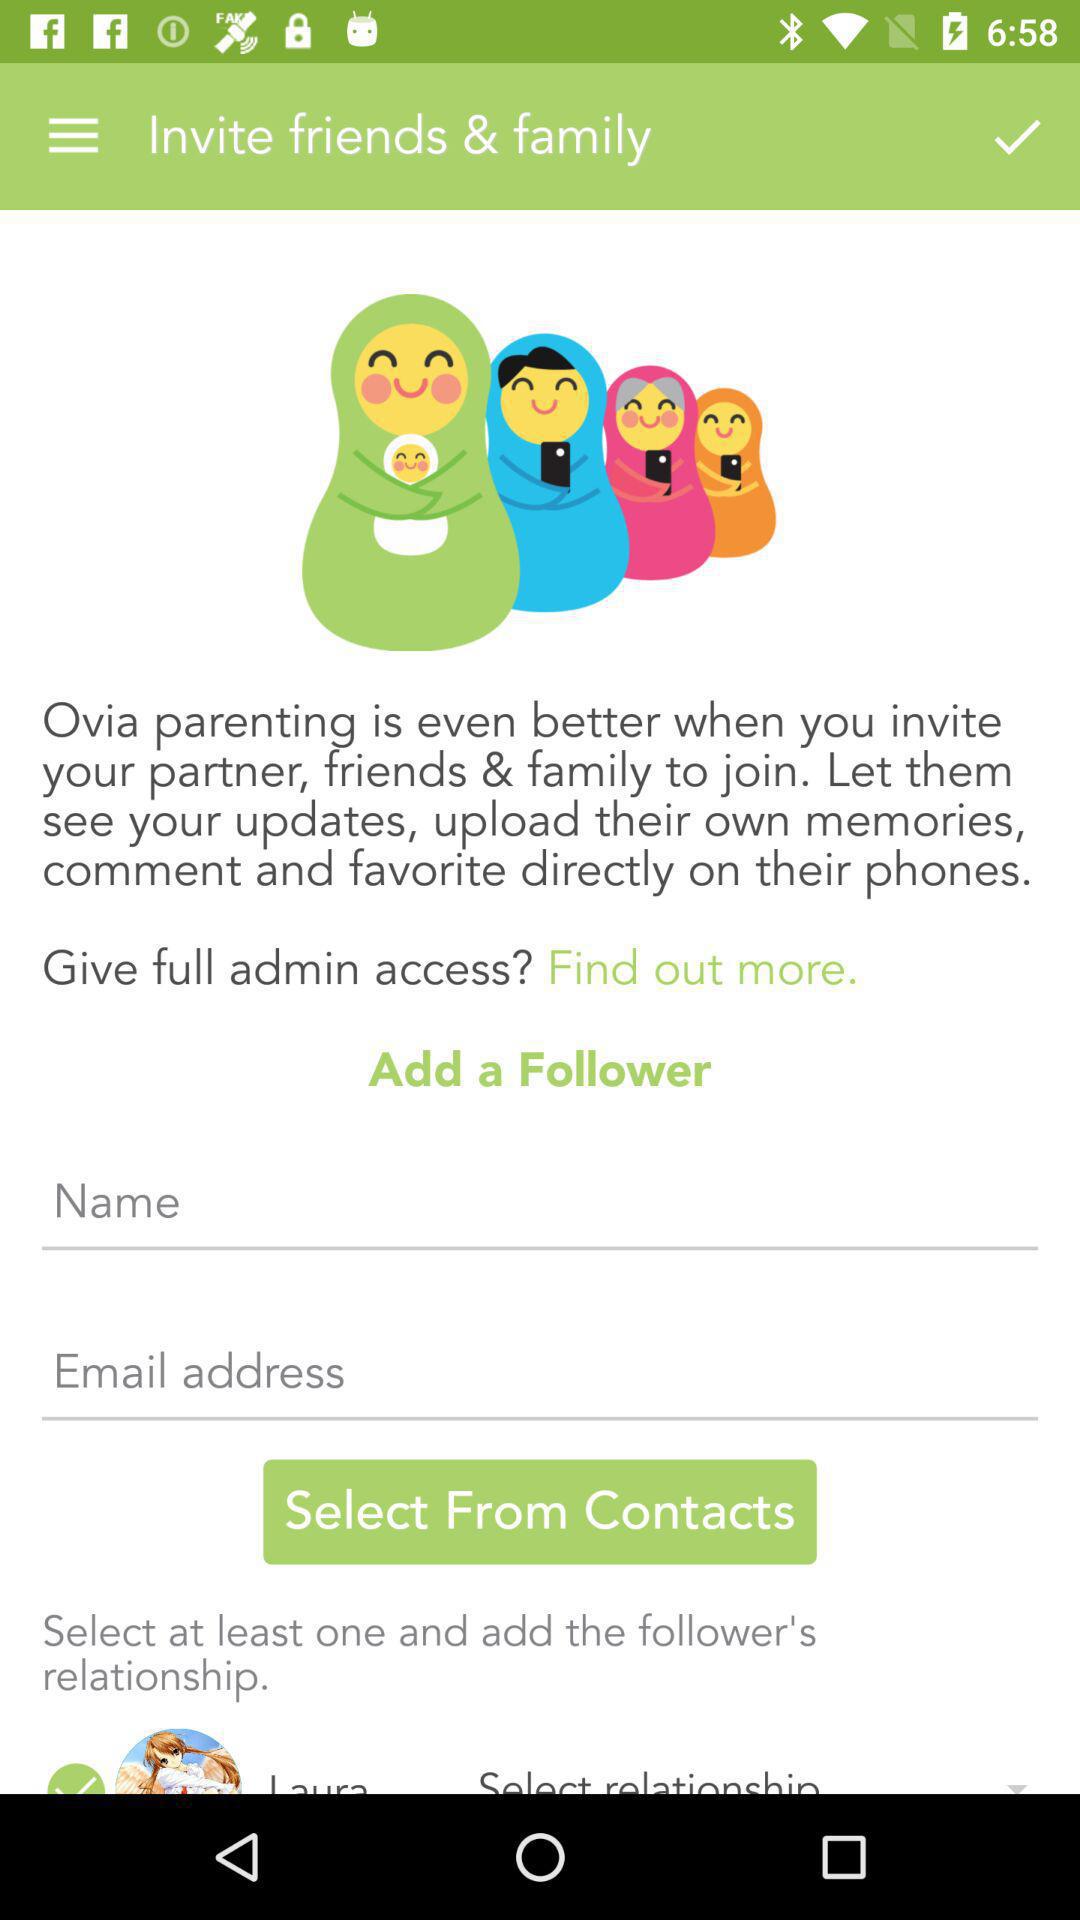 FAKE
6:58
Invite friends & family
Ovia parenting is even better when you invite
your partner, friends & family to join. Let them
see your updates, upload their own memories,
comment and favorite directly on their phones.
Give full admin access? Find out more.
Add a Follower
Name
Email address
Select From Contacts
Select at least one and add the follower's
relationship.
Laura Select relationship